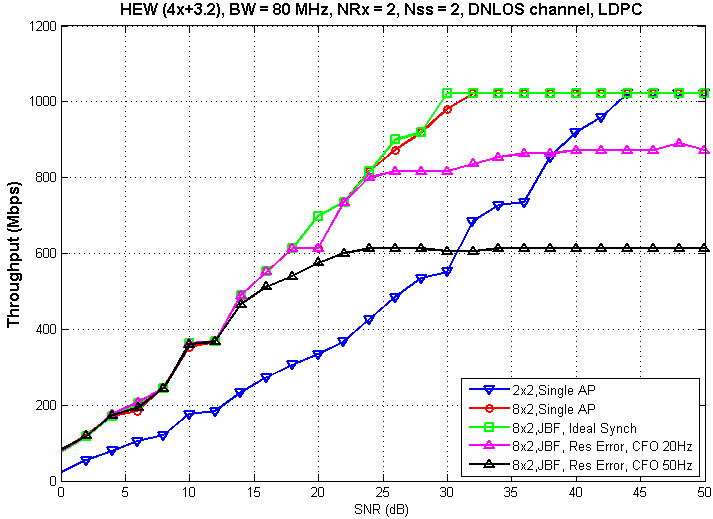 HEW (4x+3.2), BW = 80 MHz, NRx = 2, Nss = 2, DNLOS channel, LDPC
1200
1000
800
600
400
200
0
Throughput (Mbps)
2x2,Single AP
8x2,Single AP
8x2,JBF, Ideal Synch
8x2,JBF, Res Error, CFO 20Hz
8x2,JBF, Res Error, CFO 50Hz
0 5 10 15 20 25 30 35 40 45 50
SNR (dB)